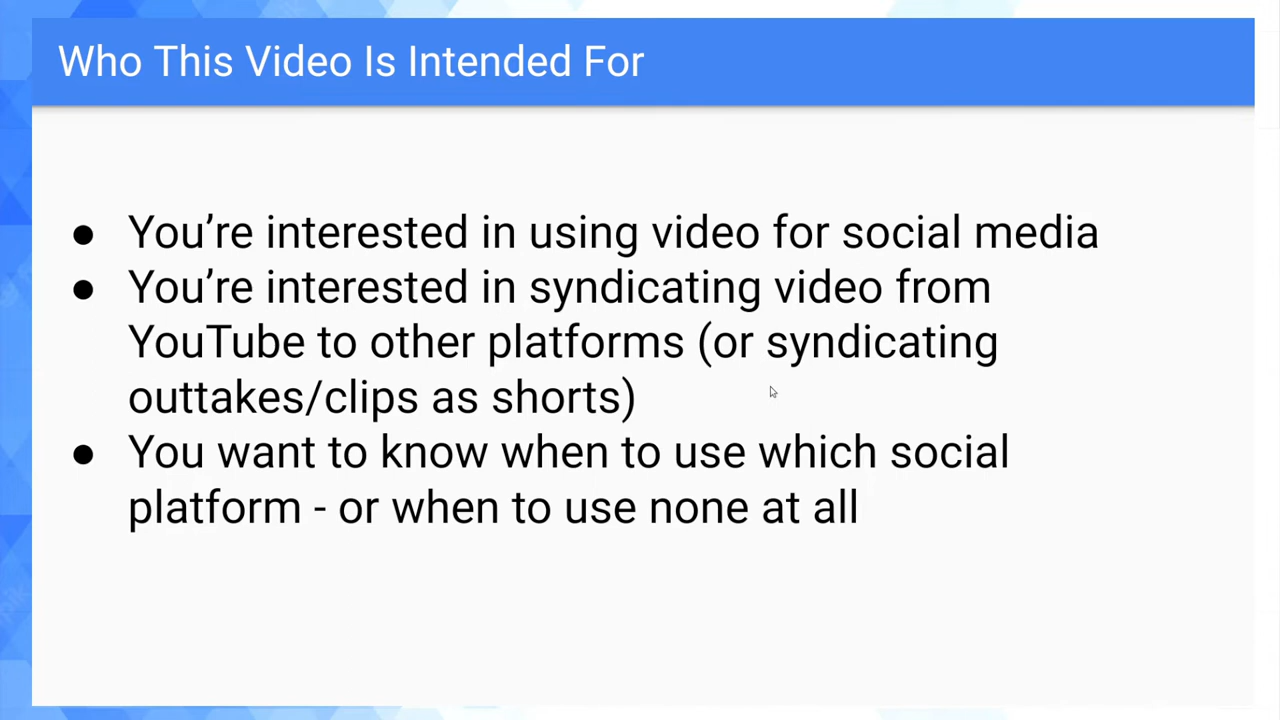 Who This Video Is Intended For
● You’re interested in using video for social media
● You’re interested in syndicating video from
YouTube to other platforms (or syndicating
outtakes/clips as shorts)
● You want to know when to use which social
platform - or when to use none at all